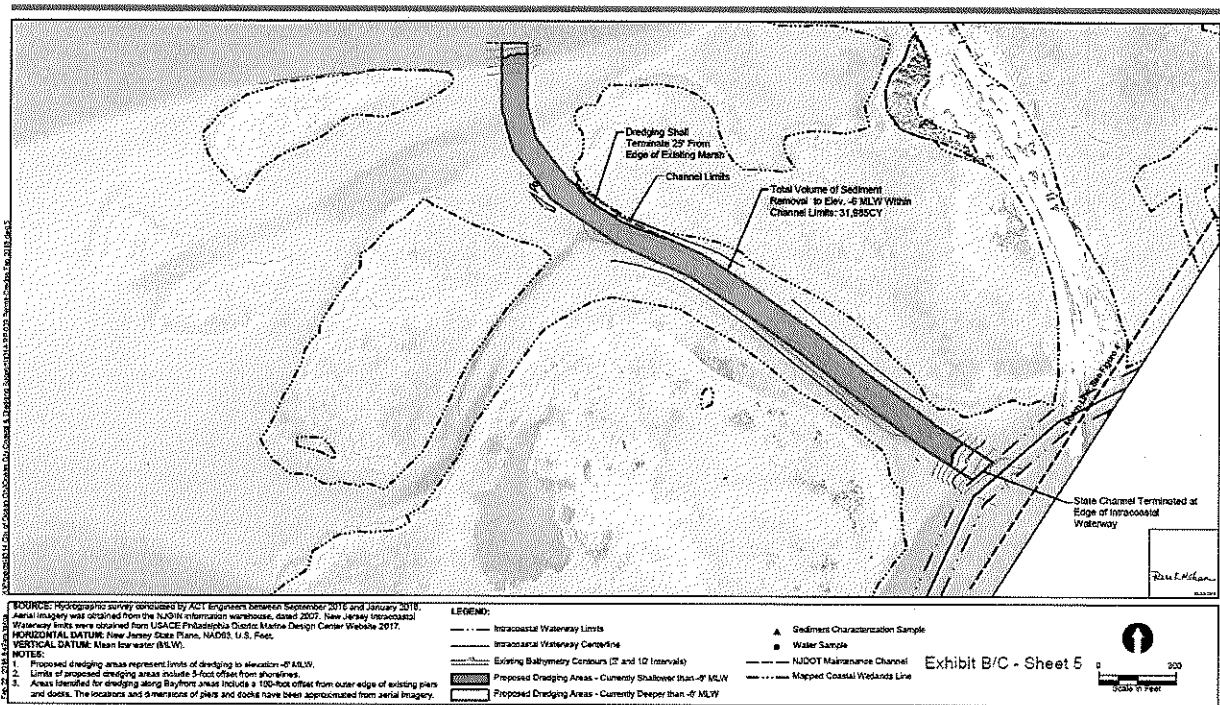 Dredging Shall
Terminate 25' From
Edge of Existing Marsh
Channel Limits
Total Volume of Sediment
Removal to Elev. -6 MLW Within
Channel Limits: 31,985CY
State Channel Terminated at
Edge of Intracoastal
Waterway
SOURCE: Hydrographic survey conducted by ACT Engineers between September 2016 and January 2018.
Aerial imagery was obtained from the NJGIN information warehouse, dated 2007. New Jersey Intracoastal
Waterway limits were obtained from USACE Philadelphia District Marine Design Center Website 2017.
HORIZONTAL DATUM: New Jersey State Plane, NAD83, U.S. Feet.
VERTICAL DATUM: Mean low water (MLW).
NOTES:
1. Proposed dredging areas represent limits of dredging to elevation -6' MLW.
2. Limits of proposed dredging areas include 5-foot offset from shorelines.
3. Areas identified for dredging along Bayfront areas include a 100-foot offset from outer edge of existing piers
and docks. The locations and dimensions of piers and docks have been approximated from aerial imagery.
LEGEND:
Intracoastal Waterway Limits
Intracoastal Waterway Centerline
Existing Bathymetry Contours (2' and 10' Intervals)
Proposed Dredging Areas - Currently Shallower than -6' MLW
Proposed Dredging Areas - Currently Deeper than -6' MLW
Sediment Characterization Sample
Water Sample
NJDOT Maintenance Channel
Mapped Coastal Wetlands Line
Exhibit B/C - Sheet 5
0 300
Scale in Feet